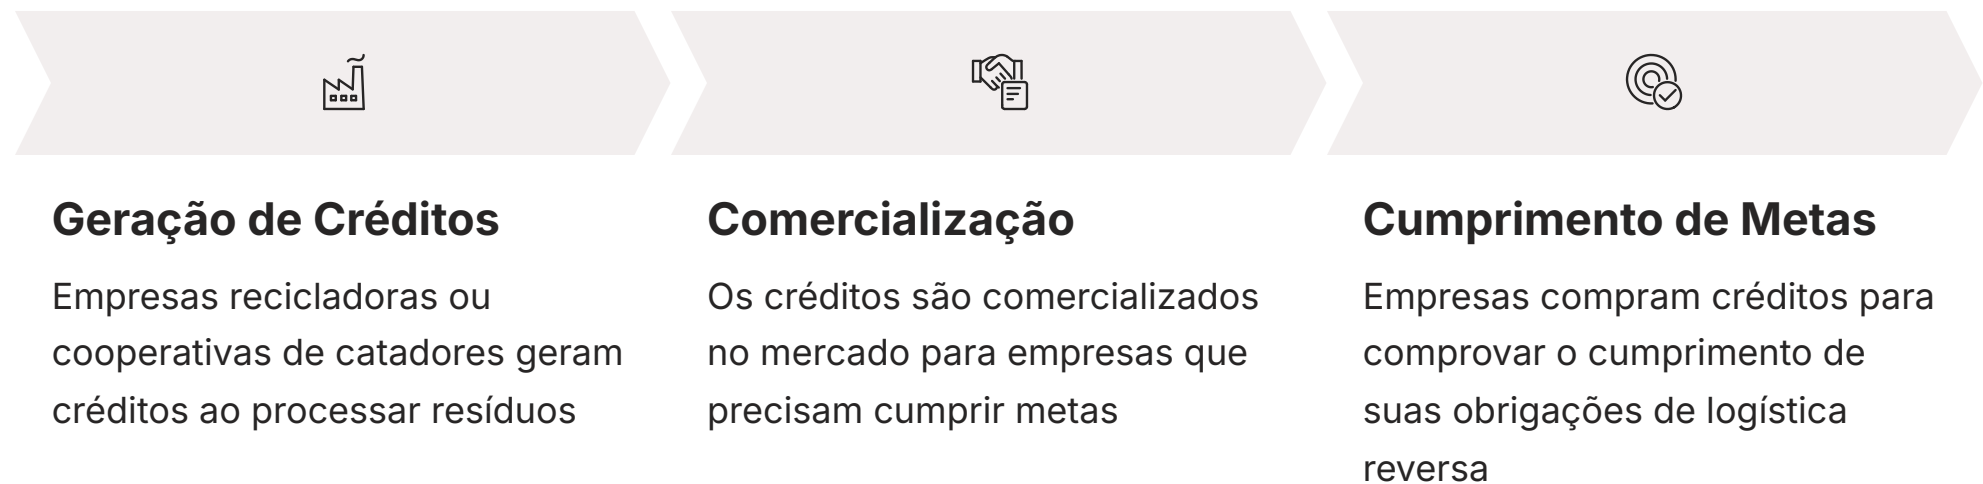 Geração de Créditos
Empresas recicladoras ou
cooperativas de catadores geram
créditos ao processar resíduos
Comercialização
Os créditos são comercializados
no mercado para empresas que
precisam cumprir metas
Cumprimento de Metas
Empresas compram créditos para
comprovar o cumprimento de
suas obrigações de logística
reversa